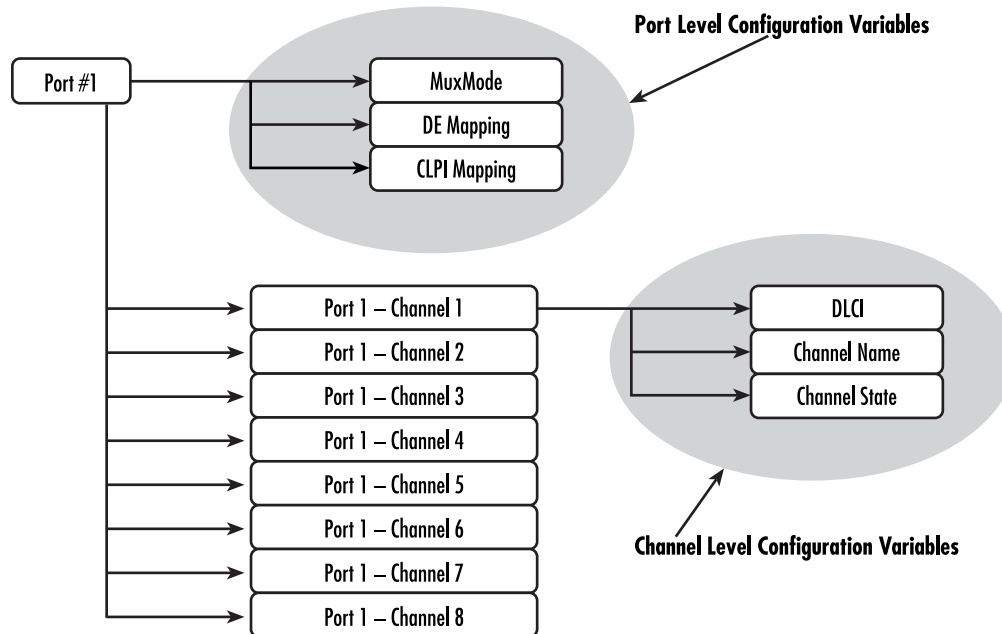 Port Level Configuration Variables
Port #1
MuxMode
DE Mapping
CLPI Mapping
Port 1 – Channel 1
Port 1 – Channel 2
Port 1 – Channel 3
Port 1 – Channel 4
Port 1 – Channel 5
Port 1 – Channel 6
Port 1 – Channel 7
Port 1 – Channel 8
DLCI
Channel Name
Channel State
Channel Level Configuration Variables